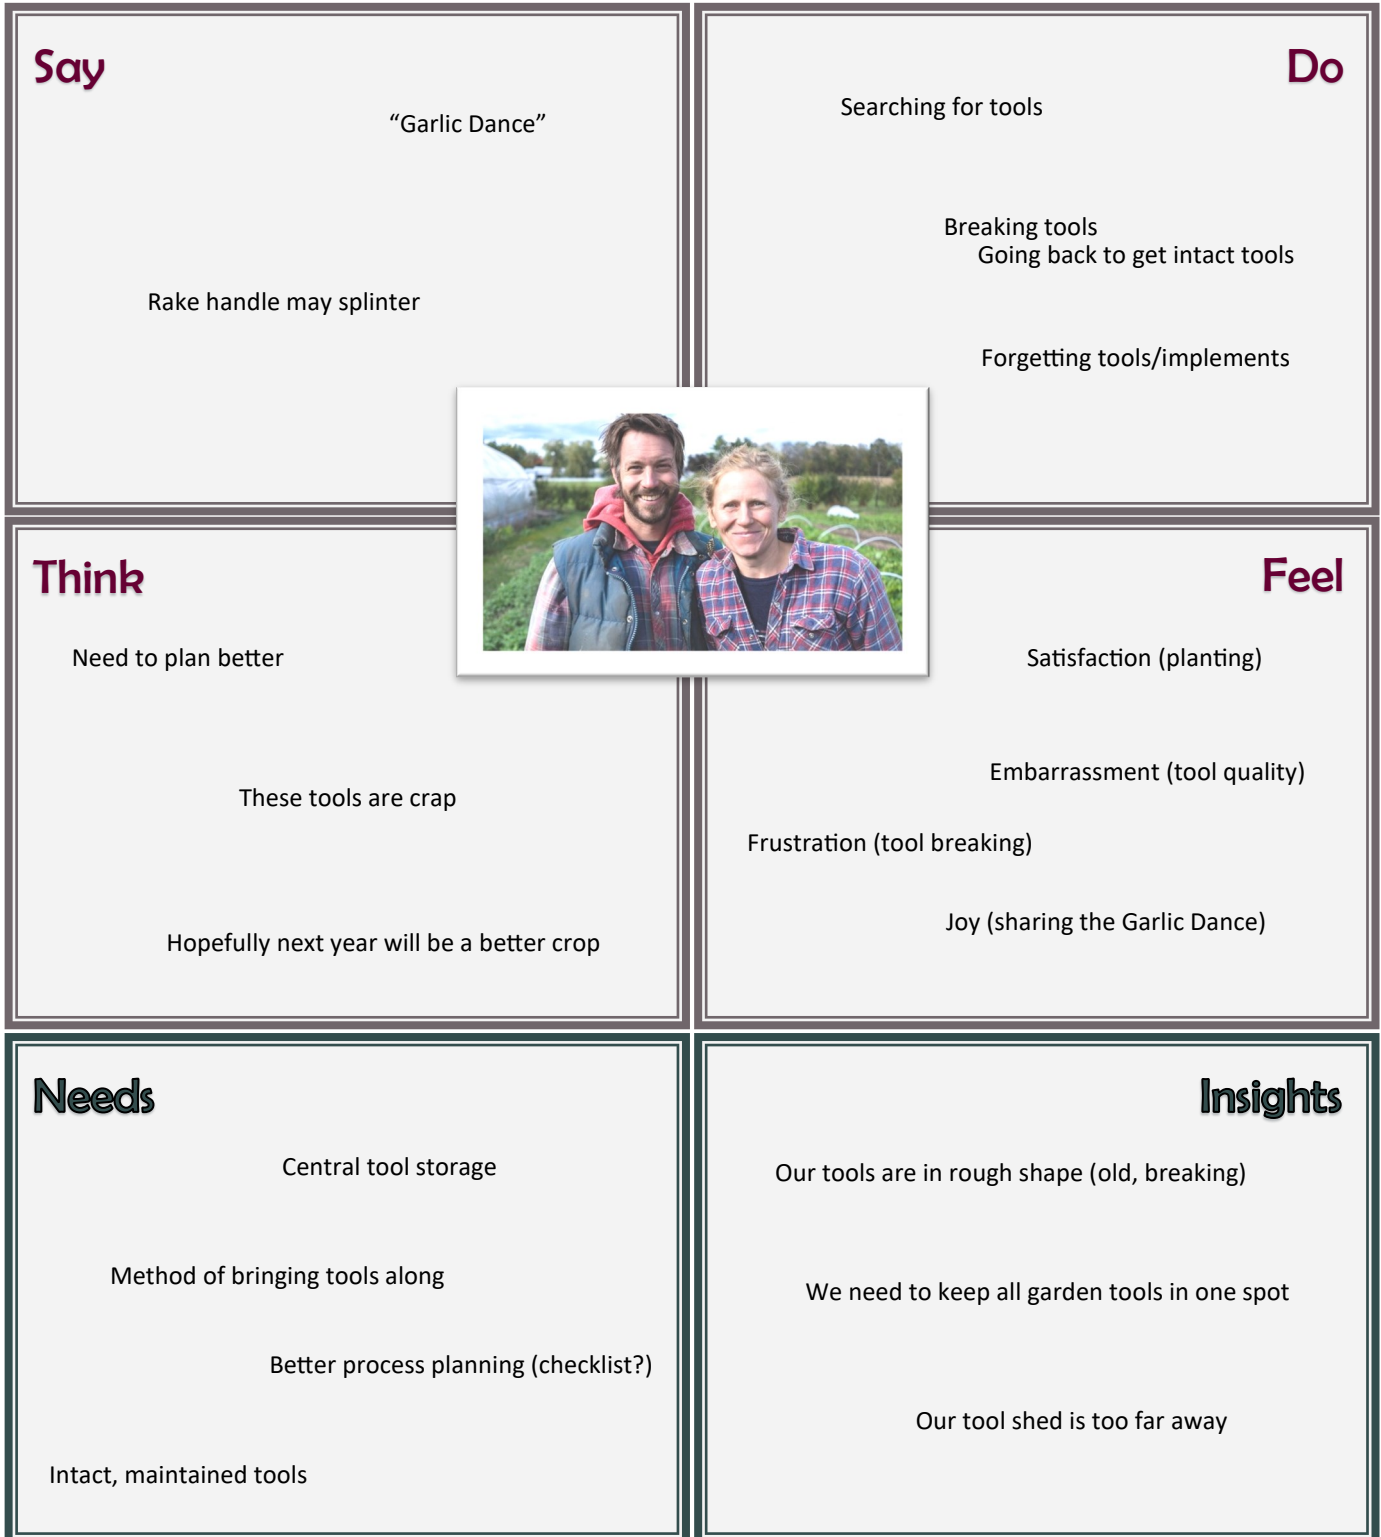 Say
“Garlic Dance”
Rake handle may splinter
Do
Searching for tools
Breaking tools
Going back to get intact tools
Forgetting tools/implements
Think
Need to plan better
These tools are crap
Hopefully next year will be a better crop
Feel
Satisfaction (planting)
Embarrassment (tool quality)
Frustration (tool breaking)
Joy (sharing the Garlic Dance)
Needs
Central tool storage
Method of bringing tools along
Better process planning (checklist?)
Intact, maintained tools
Insights
Our tools are in rough shape (old, breaking)
We need to keep all garden tools in one spot
Our tool shed is too far away